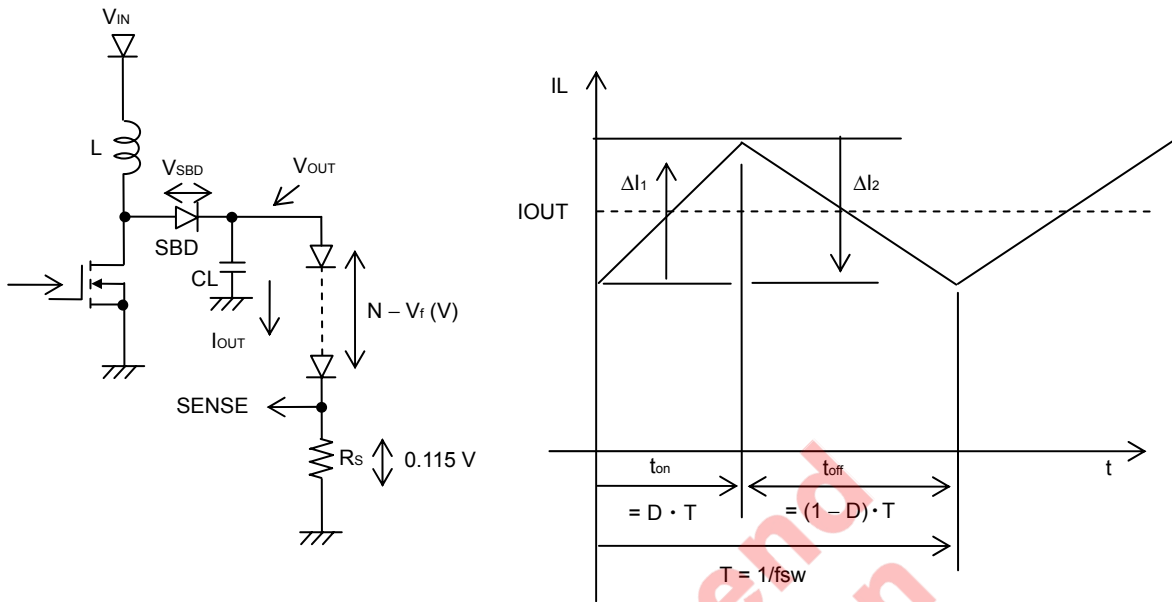 VIN
L
VSBD
VOUT
SBD
CL
IOUT
N – Vf (V)
SENSE
RS
0.115 V
IL
ΔI1
ΔI2
IOUT
ton
toff
t
= D · T
= (1 – D) · T
T = 1/fsw
end